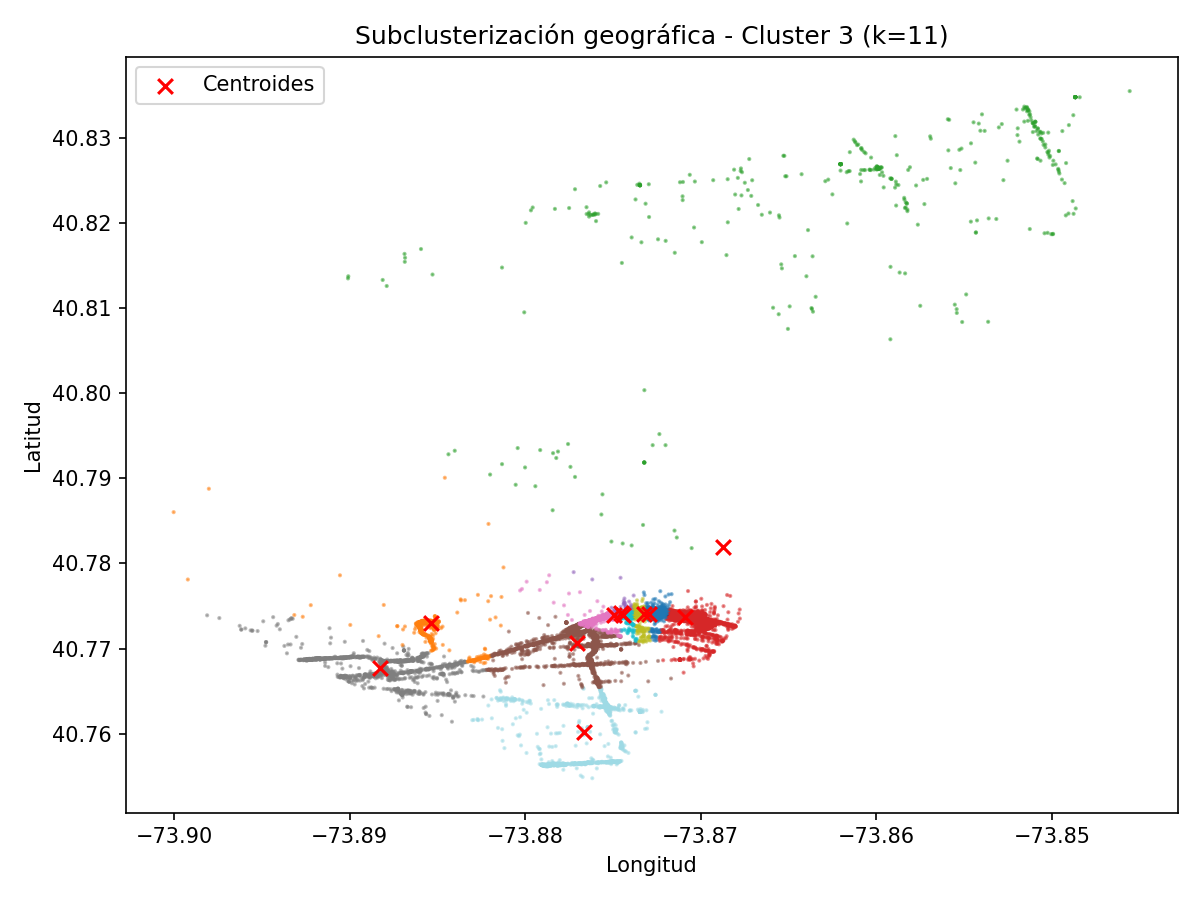 Subclusterización geográfica - Cluster 3 (k=11)
Centroides
40.83
40.82
40.81
40.80
40.79
40.78
40.77
40.76
Latitud
−73.90 −73.89 −73.88 −73.87 −73.86 −73.85
Longitud